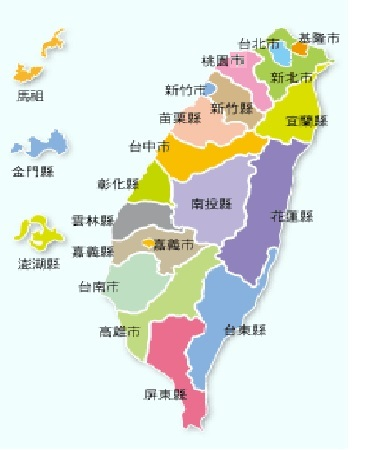 基隆市
台北市
桃園市
新北市
馬祖
新竹市
新竹縣
宜蘭縣
苗栗縣
台中市
金門縣
彰化縣
南投縣
花蓮縣
雲林縣
嘉義市
嘉義縣
澎湖縣
台南市
高雄市
台東縣
屏東縣